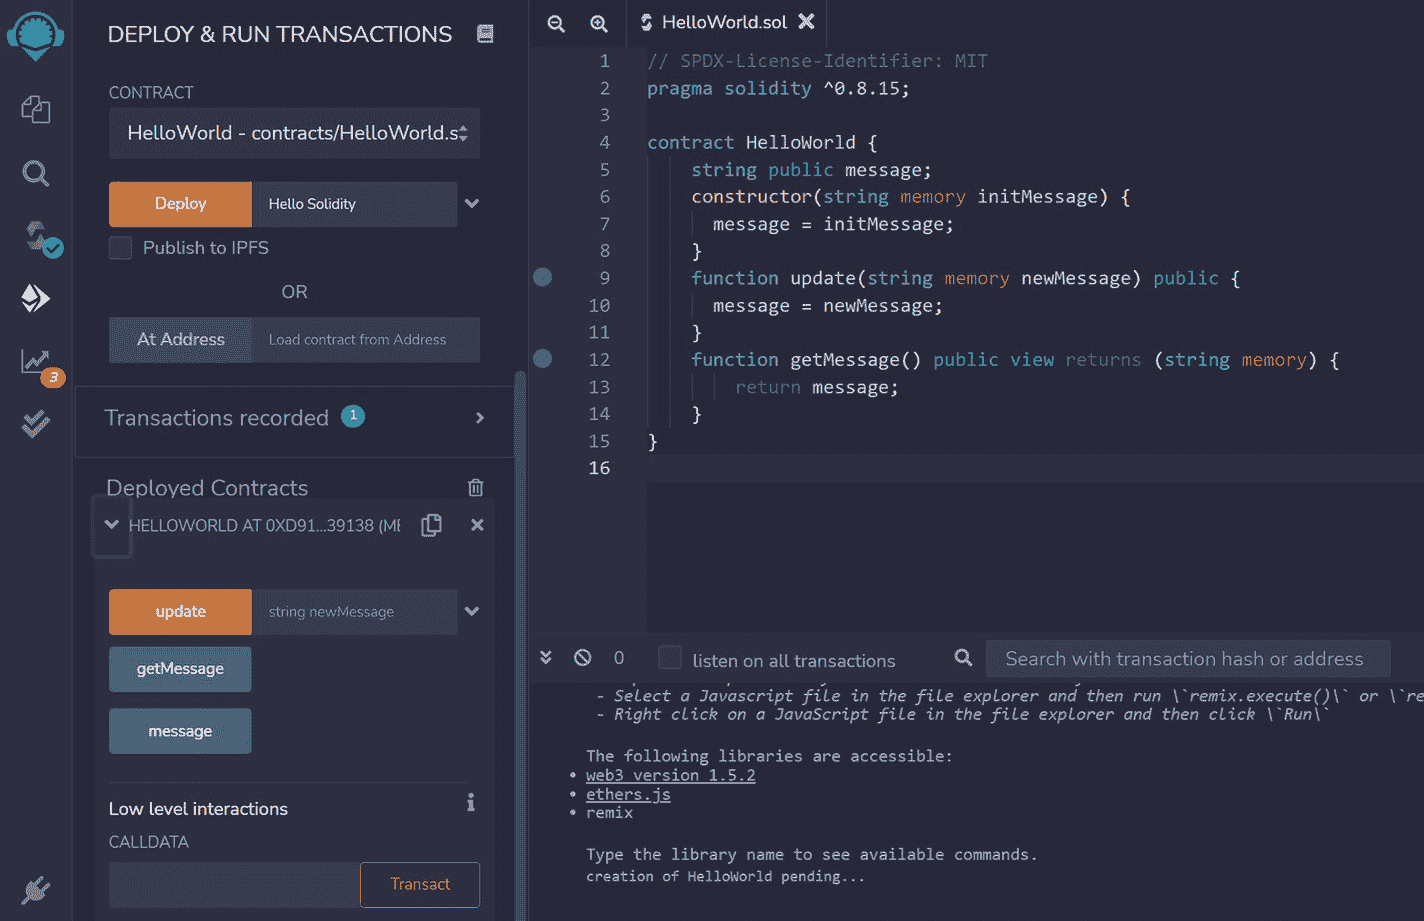 DEPLOY & RUN TRANSACTIONS
CONTRACT
HelloWorld - contracts/HelloWorld.s
Deploy
Hello Solidity
Publish to IPFS
OR
At Address
Load contract from Address
Transactions recorded 1
Deployed Contracts
HELLOWORLD AT 0XD91...39138 (ME
update
string newMessage
getMessage
message
Low level interactions
i
CALLDATA
Transact
3
HelloWorld.sol
1 // SPDX-License-Identifier: MIT
2 pragma solidity ^0.8.15;
3
4 contract HelloWorld {
5 string public message;
6 constructor(string memory initMessage) {
7 message = initMessage;
8 }
9 function update(string memory newMessage) public {
10 message = newMessage;
11 }
12 function getMessage() public view returns (string memory) {
13 return message;
14 }
15 }
16
0
listen on all transactions
Search with transaction hash or address
- Select a Javascript file in the file explorer and then run \`remix.execute()\` or \`re
- Right click on a JavaScript file in the file explorer and then click \`Run\`
The following libraries are accessible:
• web3 version 1.5.2
• ethers.js
• remix
Type the library name to see available commands.
creation of HelloWorld pending...